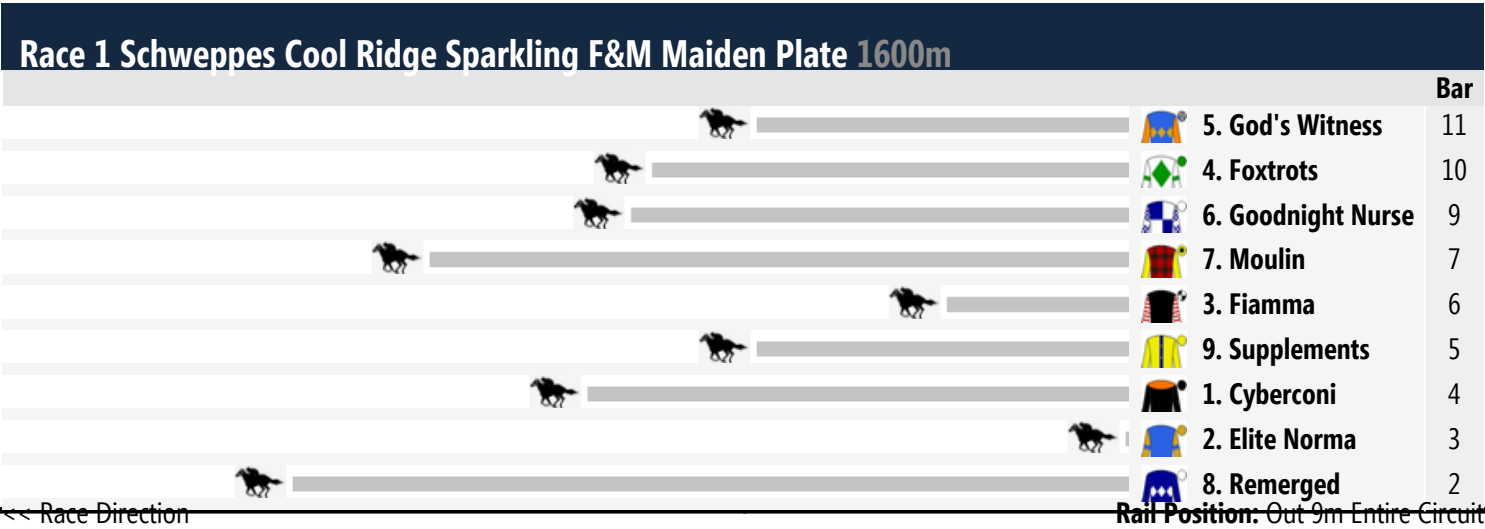 Race 1 Schweppes Cool Ridge Sparkling F&M Maiden Plate 1600m
Bar
5. God's Witness 11
4. Foxtrots 10
6. Goodnight Nurse 9
7. Moulin 7
3. Fiamma 6
9. Supplements 5
1. Cyberconi 4
2. Elite Norma 3
8. Remerged 2
<< Race Direction Rail Position: Out 9m Entire Circuit